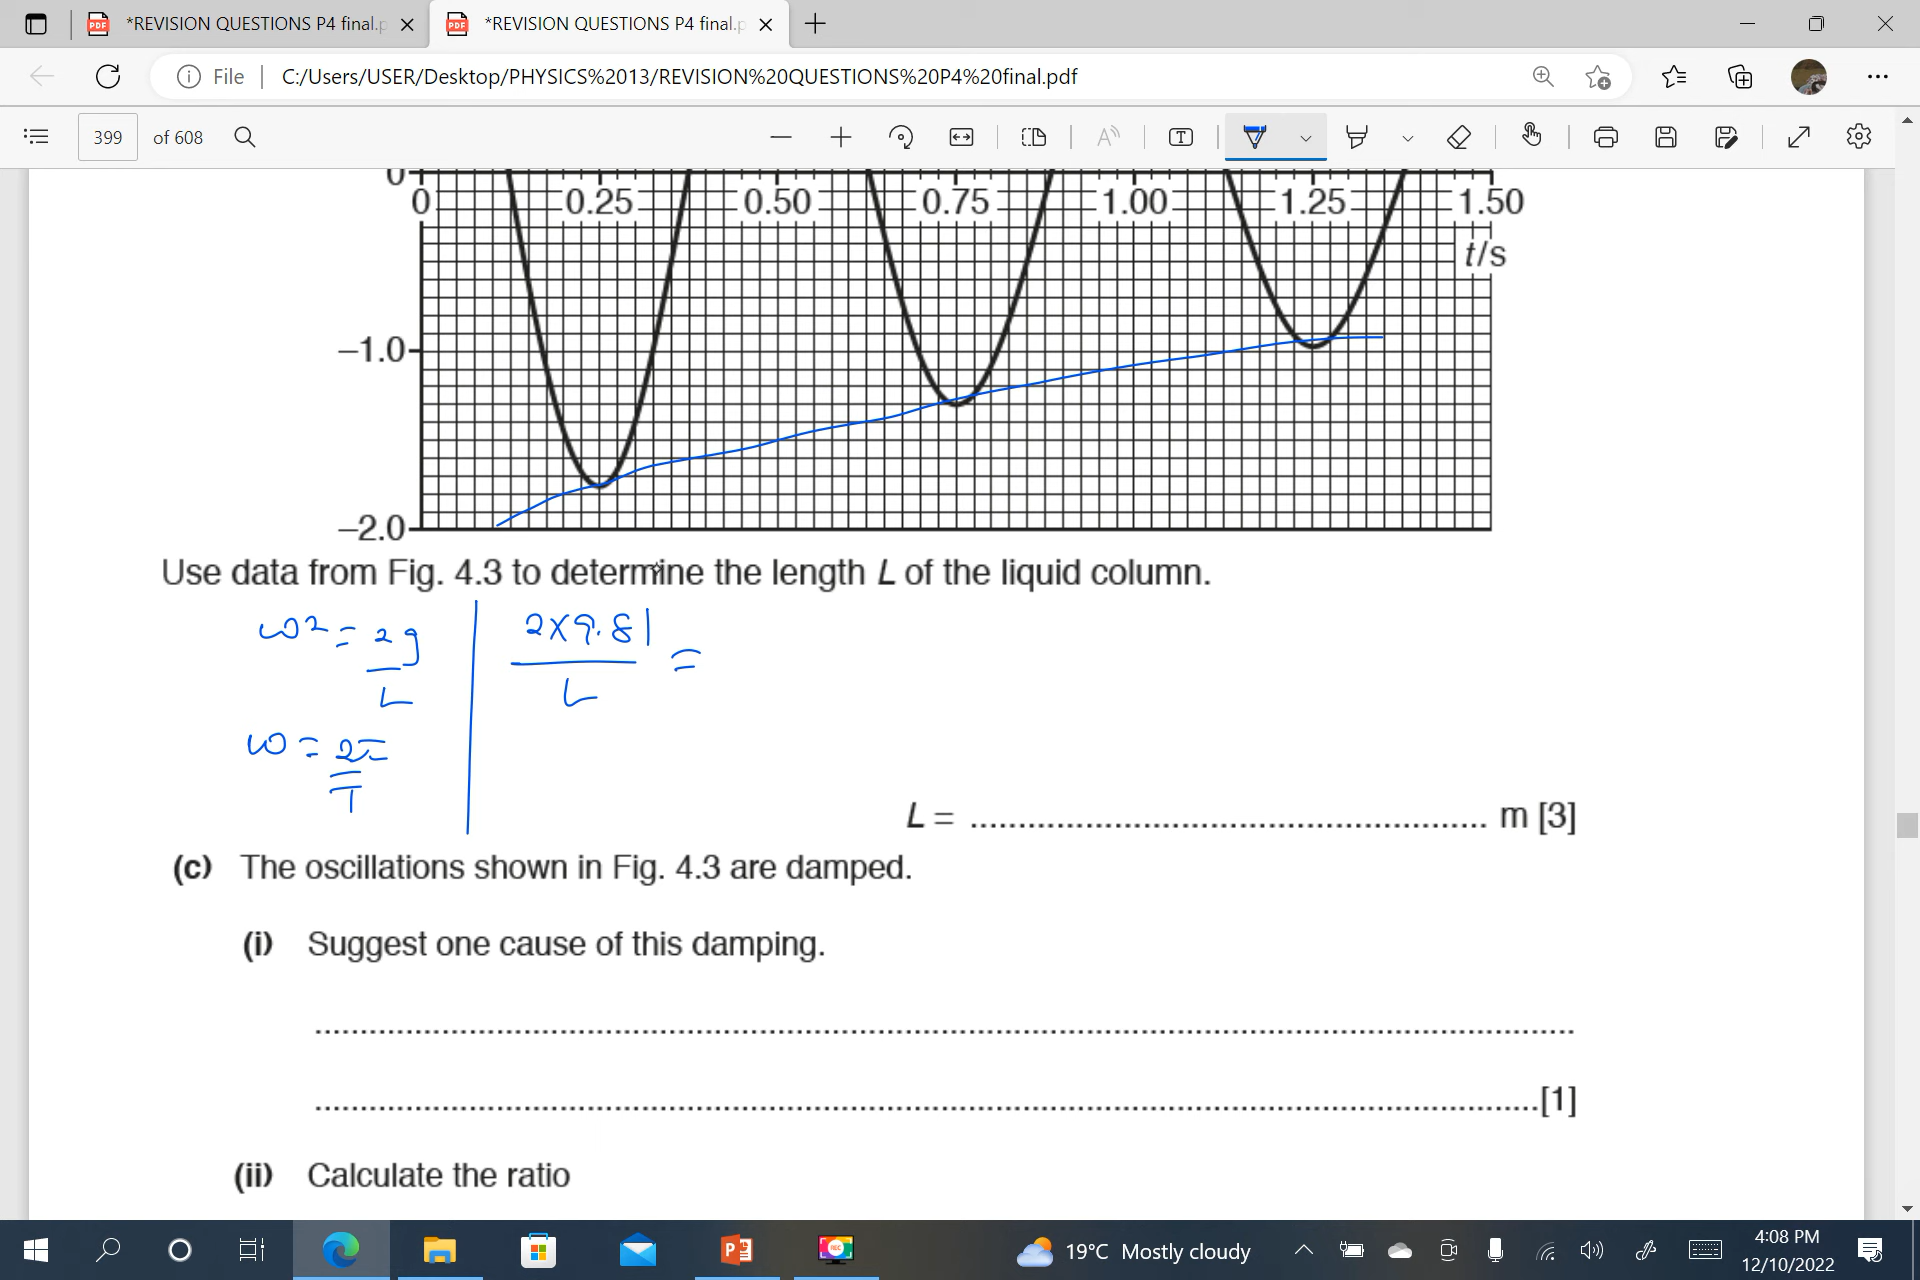 *REVISION QUESTIONS P4 final.p
*REVISION QUESTIONS P4 final.p
File
C:/Users/USER/Desktop/PHYSICS%2013/REVISION%20QUESTIONS%20P4%20final.pdf
399 of 608
0
0 0.25 0.50 0.75 1.00 1.25 1.50
t/s
–1.0
–2.0
Use data from Fig. 4.3 to determine the length L of the liquid column.
ω² = 2g/L
2×9.81/L =
ω = 2π/T
L = ........................................ m [3]
(c) The oscillations shown in Fig. 4.3 are damped.
(i) Suggest one cause of this damping.
........................................
........................................[1]
(ii) Calculate the ratio
19°C Mostly cloudy
4:08 PM
12/10/2022